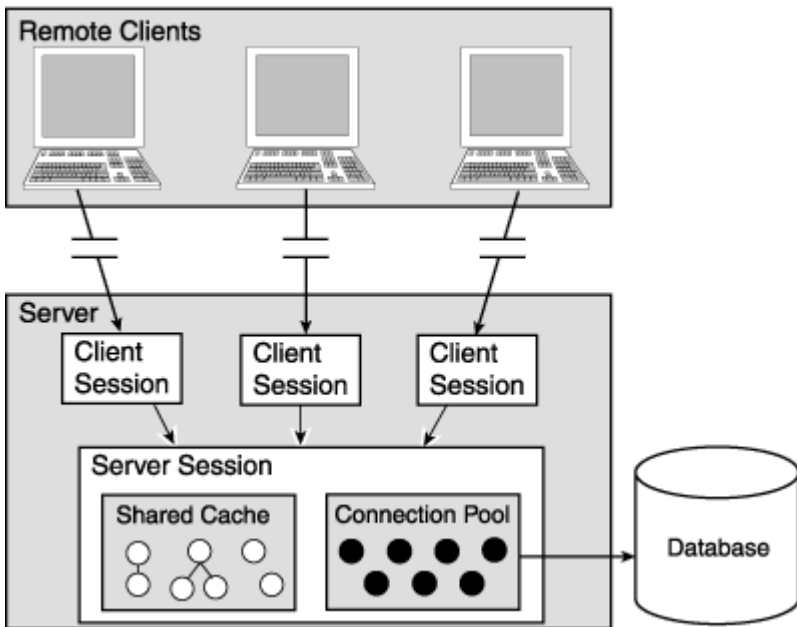 Remote Clients
Server
Client
Session
Client
Session
Client
Session
Server Session
Shared Cache
Connection Pool
Database